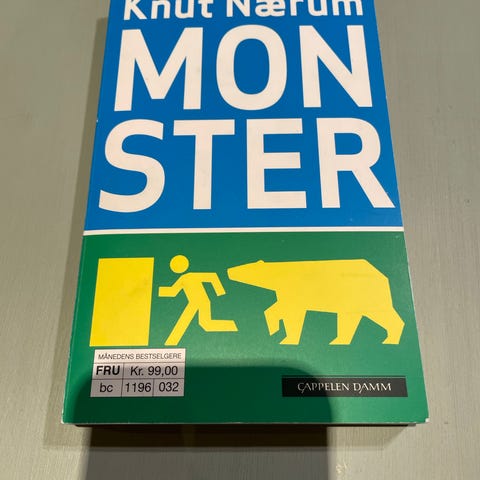 Knut Nærum
MON
STER
MÅNEDENS BESTSELGERE
FRU Kr. 99,00
bc 1196 032
CAPPELEN DAMM